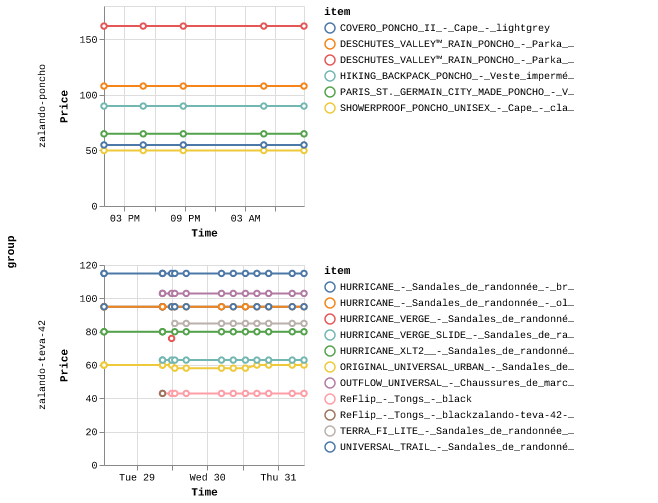 group
zalando-poncho
Price
150
100
50
0
03 PM 09 PM 03 AM
Time
item
COVERO_PONCHO_II_-_Cape_-_lightgrey
DESCHUTES_VALLEY™_RAIN_PONCHO_-_Parka_…
DESCHUTES_VALLEY™_RAIN_PONCHO_-_Parka_…
HIKING_BACKPACK_PONCHO_-_Veste_impermé…
PARIS_ST._GERMAIN_CITY_MADE_PONCHO_-_V…
SHOWERPROOF_PONCHO_UNISEX_-_Cape_-_cla…
zalando-teva-42
Price
120
100
80
60
40
20
0
Tue 29 Wed 30 Thu 31
Time
item
HURRICANE_-_Sandales_de_randonnée_-_br…
HURRICANE_-_Sandales_de_randonnée_-_ol…
HURRICANE_VERGE_-_Sandales_de_randonné…
HURRICANE_VERGE_SLIDE_-_Sandales_de_ra…
HURRICANE_XLT2__-_Sandales_de_randonné…
ORIGINAL_UNIVERSAL_URBAN_-_Sandales_de…
OUTFLOW_UNIVERSAL_-_Chaussures_de_marc…
ReFlip_-_Tongs_-_black
ReFlip_-_Tongs_-_blackzalando-teva-42-…
TERRA_FI_LITE_-_Sandales_de_randonnée_…
UNIVERSAL_TRAIL_-_Sandales_de_randonné…